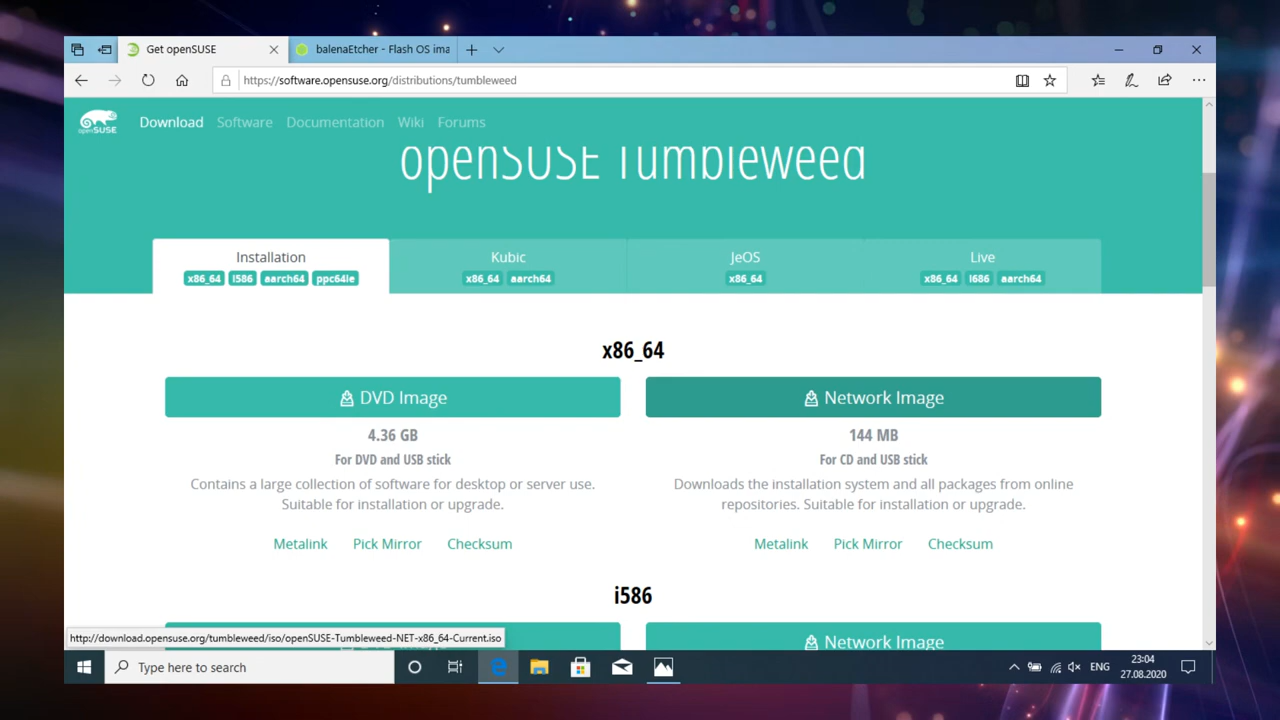 Get openSUSE
balenaEtcher - Flash OS ima
https://software.opensuse.org/distributions/tumbleweed
openSUSE
Download
Software
Documentation
Wiki
Forums
openSUSE Tumbleweed
Installation
x86_64 i586 aarch64 ppc64le
Kubic
x86_64 aarch64
JeOS
x86_64
Live
x86_64 i686 aarch64
x86_64
DVD Image
4.36 GB
For DVD and USB stick
Contains a large collection of software for desktop or server use.
Suitable for installation or upgrade.
Metalink Pick Mirror Checksum
Network Image
144 MB
For CD and USB stick
Downloads the installation system and all packages from online
repositories. Suitable for installation or upgrade.
Metalink Pick Mirror Checksum
i586
Network Image
http://download.opensuse.org/tumbleweed/iso/openSUSE-Tumbleweed-NET-x86_64-Current.iso
Type here to search
ENG
23:04
27.08.2020